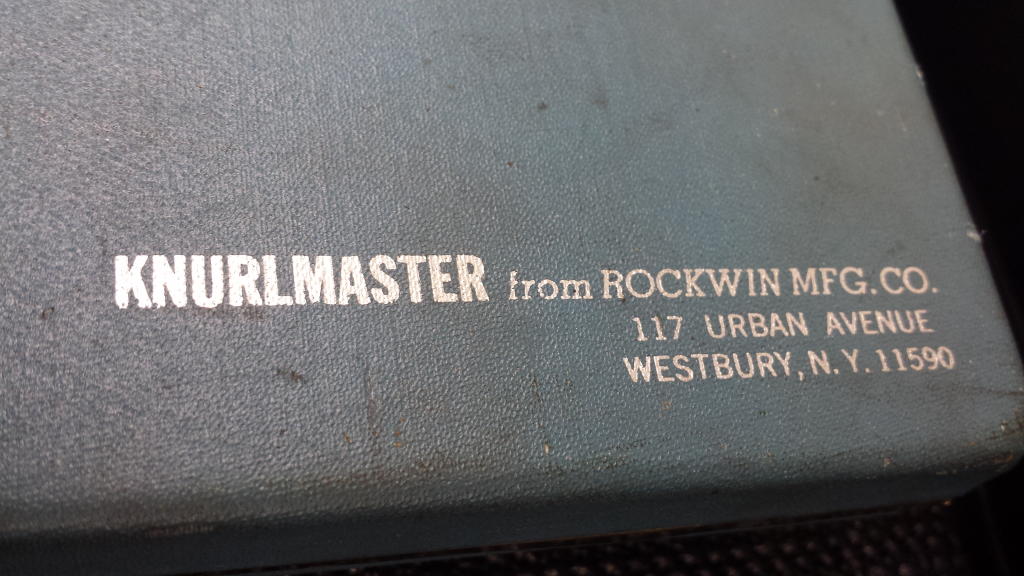 KNURLMASTER from ROCKWIN MFG. CO.
117 URBAN AVENUE
WESTBURY, N. Y. 11590